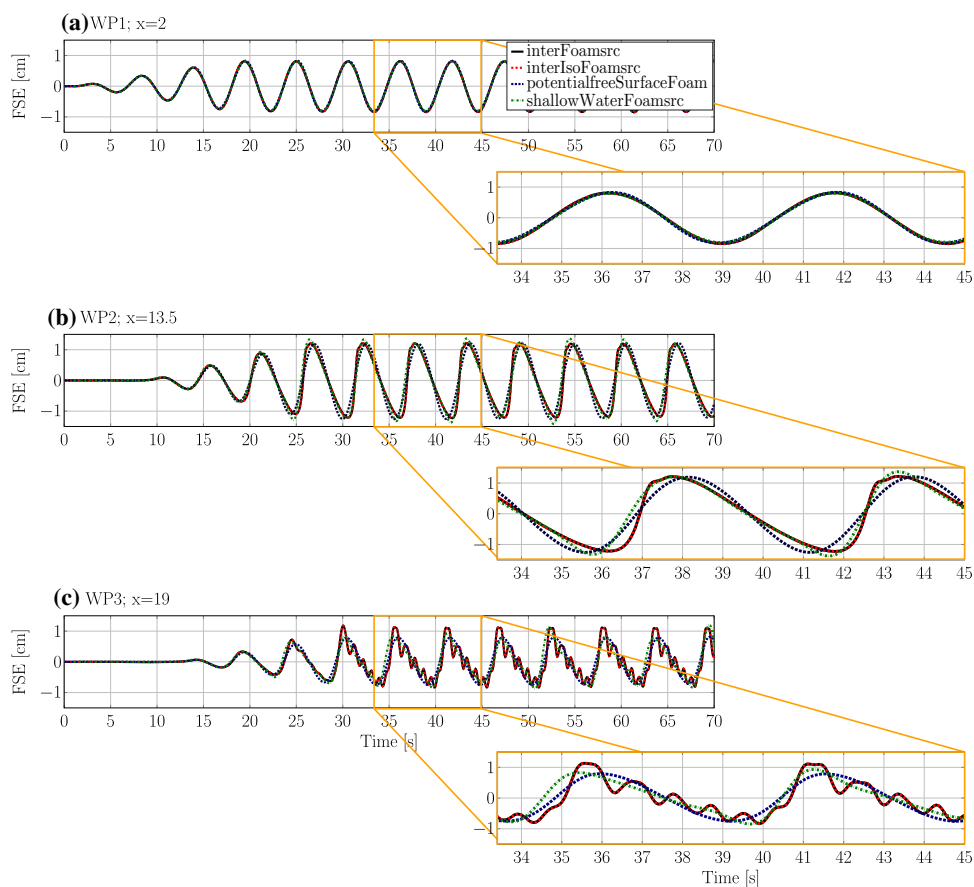 (a) WP1; x=2
FSE [cm]
1
0
−1
interFoamsrc
interIsoFoamsrc
potentialfreeSurfaceFoam
shallowWaterFoamsrc
0 5 10 15 20 25 30 35 40 45 50 55 60 65 70
1
0
−1
34 35 36 37 38 39 40 41 42 43 44 45
(b) WP2; x=13.5
FSE [cm]
1
0
−1
0 5 10 15 20 25 30 35 40 45 50 55 60 65 70
1
0
−1
34 35 36 37 38 39 40 41 42 43 44 45
(c) WP3; x=19
FSE [cm]
1
0
−1
0 5 10 15 20 25 30 35 40 45 50 55 60 65 70
Time [s]
1
0
−1
34 35 36 37 38 39 40 41 42 43 44 45
Time [s]